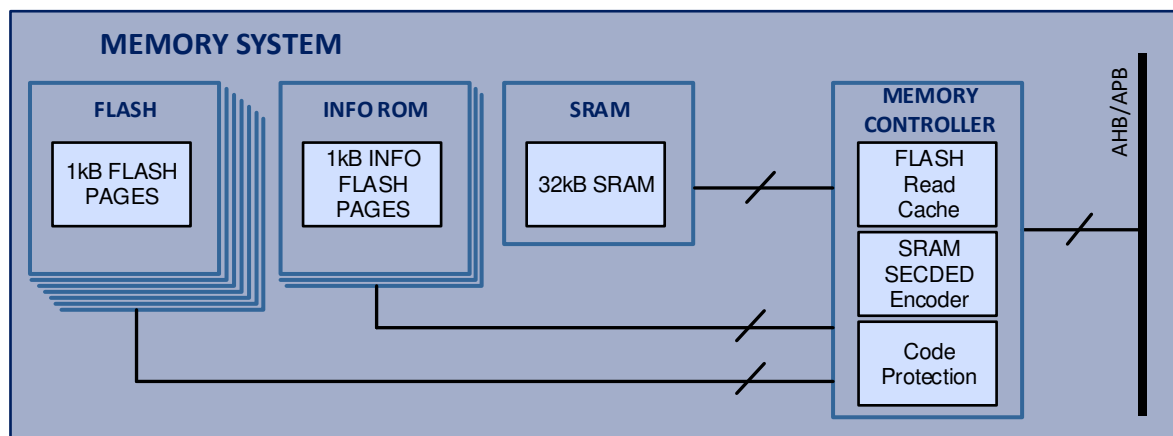 MEMORY SYSTEM
FLASH
1kB FLASH
PAGES
INFO ROM
1kB INFO
FLASH
PAGES
SRAM
32kB SRAM
MEMORY
CONTROLLER
FLASH
Read
Cache
SRAM
SECDED
Encoder
Code
Protection
AHB/APB